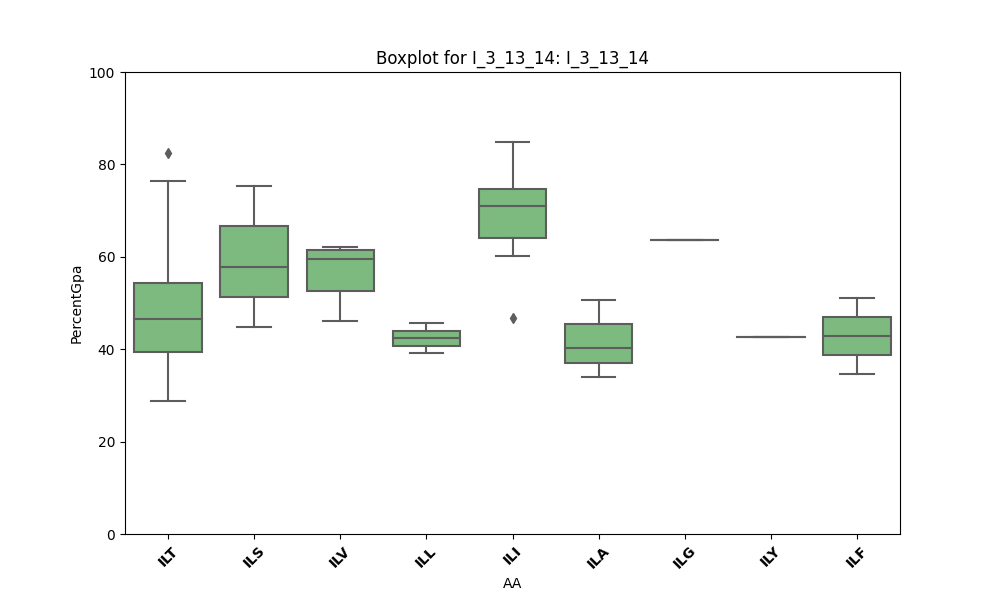 Boxplot for I_3_13_14: I_3_13_14
100
80
60
40
20
0
PercentGpa
ILT ILS ILV ILL ILI ILA ILG ILY ILF
AA